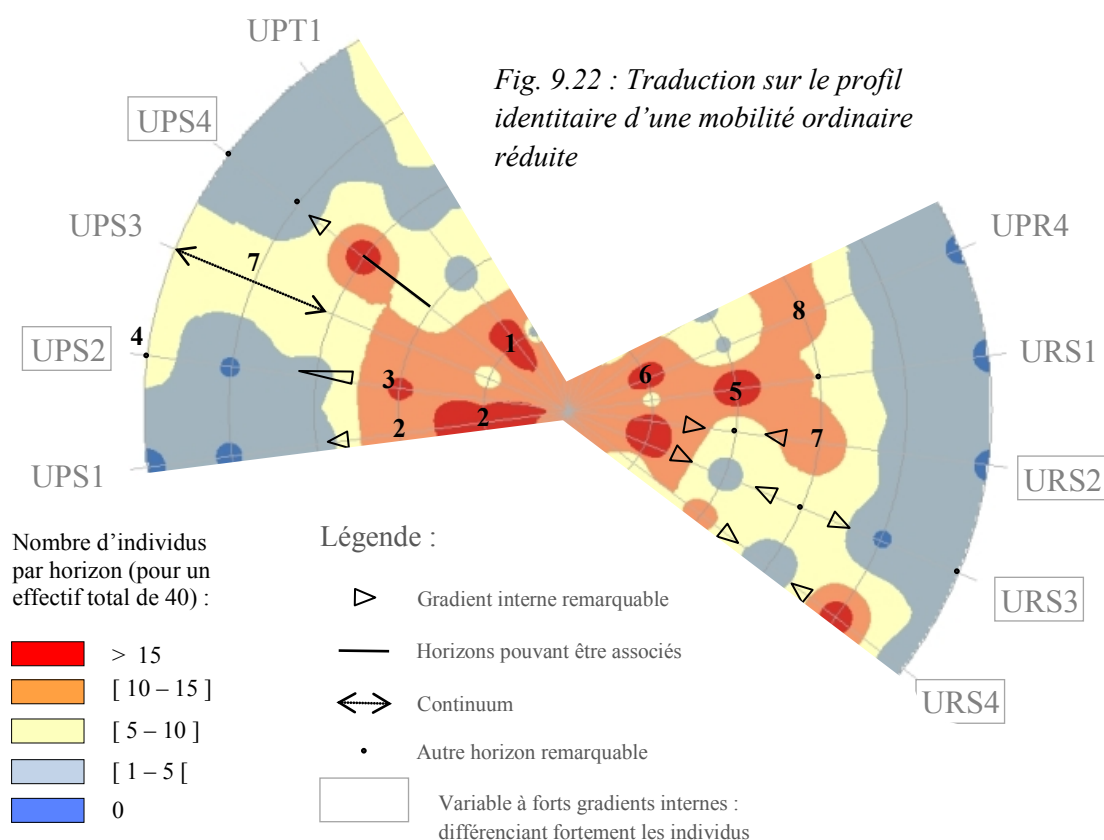 UPT1
Fig. 9.22 : Traduction sur le profil
identitaire d'une mobilité ordinaire
réduite
UPS4
UPS3
UPS2
UPS1
UPR4
URS1
URS2
URS3
URS4
7
4
1
3
2
2
8
6
5
7
Nombre d'individus
par horizon (pour un
effectif total de 40) :
> 15
[ 10 – 15 ]
[ 5 – 10 ]
[ 1 – 5 [
0
Légende :
Gradient interne remarquable
Horizons pouvant être associés
Continuum
Autre horizon remarquable
Variable à forts gradients internes :
différenciant fortement les individus